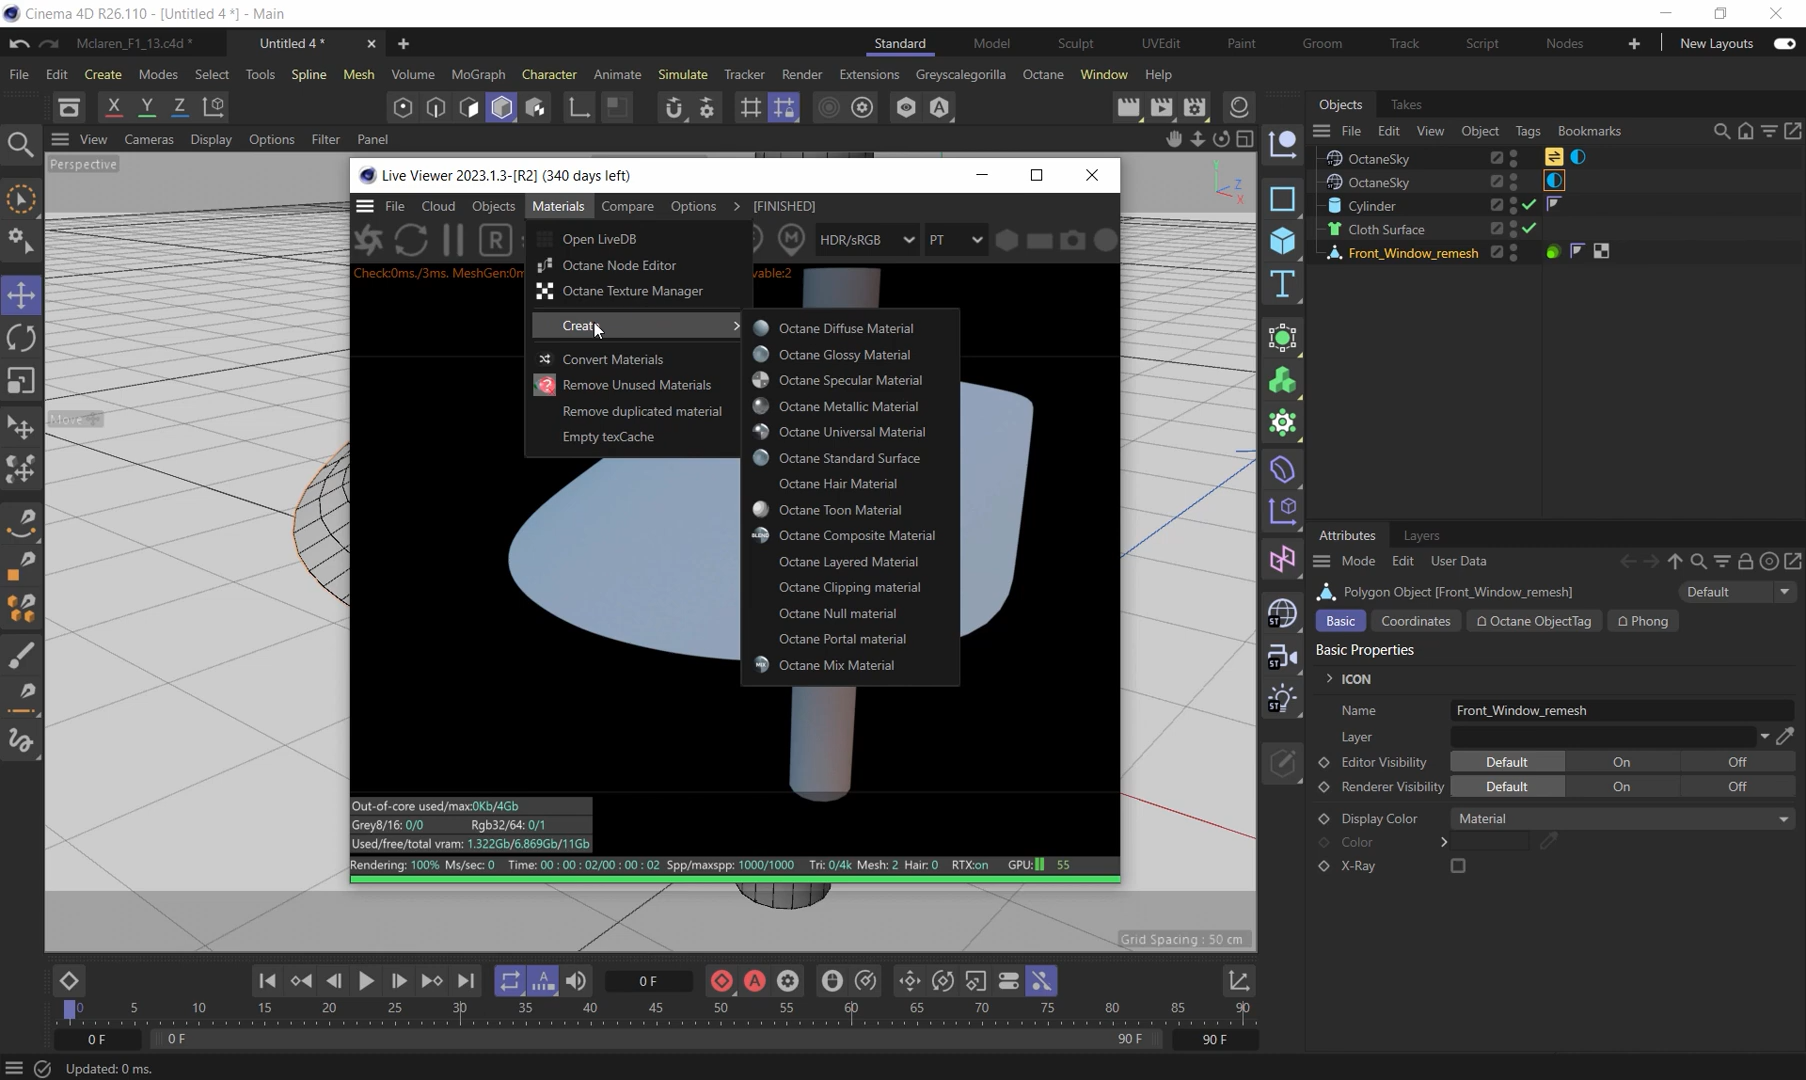 Cinema 4D R26.110 - [Untitled 4 *] - Main
Mclaren_F1_13.c4d *
Untitled 4 *
Standard Model Sculpt UVEdit Paint Groom Track Script Nodes New Layouts
File Edit Create Modes Select Tools Spline Mesh Volume MoGraph Character Animate Simulate Tracker Render Extensions Greyscalegorilla Octane Window Help
X Y Z
View Cameras Display Options Filter Panel
Perspective
Move
Live Viewer 2023.1.3-[R2] (340 days left)
File Cloud Objects Materials Compare Options > [FINISHED]
HDR/sRGB PT
Check:0ms./3ms. MeshGen:0m
vable:2
Open LiveDB
Octane Node Editor
Octane Texture Manager
Create
Convert Materials
Remove Unused Materials
Remove duplicated material
Empty texCache
Octane Diffuse Material
Octane Glossy Material
Octane Specular Material
Octane Metallic Material
Octane Universal Material
Octane Standard Surface
Octane Hair Material
Octane Toon Material
Octane Composite Material
Octane Layered Material
Octane Clipping material
Octane Null material
Octane Portal material
Octane Mix Material
Out-of-core used/max:0Kb/4Gb
Grey8/16: 0/0 Rgb32/64: 0/1
Used/free/total vram: 1.322Gb/6.869Gb/11Gb
Rendering: 100% Ms/sec: 0 Time: 00 : 00 : 02/00 : 00 : 02 Spp/maxspp: 1000/1000 Tri: 0/4k Mesh: 2 Hair: 0 RTX:on GPU: 55
Y
Z
X
Grid Spacing : 50 cm
Objects Takes
File Edit View Object Tags Bookmarks
OctaneSky
OctaneSky
Cylinder
Cloth Surface
Front_Window_remesh
Attributes Layers
Mode Edit User Data
Polygon Object [Front_Window_remesh] Default
Basic Coordinates Octane ObjectTag Phong
Basic Properties
ICON
Name Front_Window_remesh
Layer
Editor Visibility Default On Off
Renderer Visibility Default On Off
Display Color Material
Color
X-Ray
0 F
0 5 10 15 20 25 30 35 40 45 50 55 60 65 70 75 80 85 90
0 F 0 F 90 F 90 F
Updated: 0 ms.